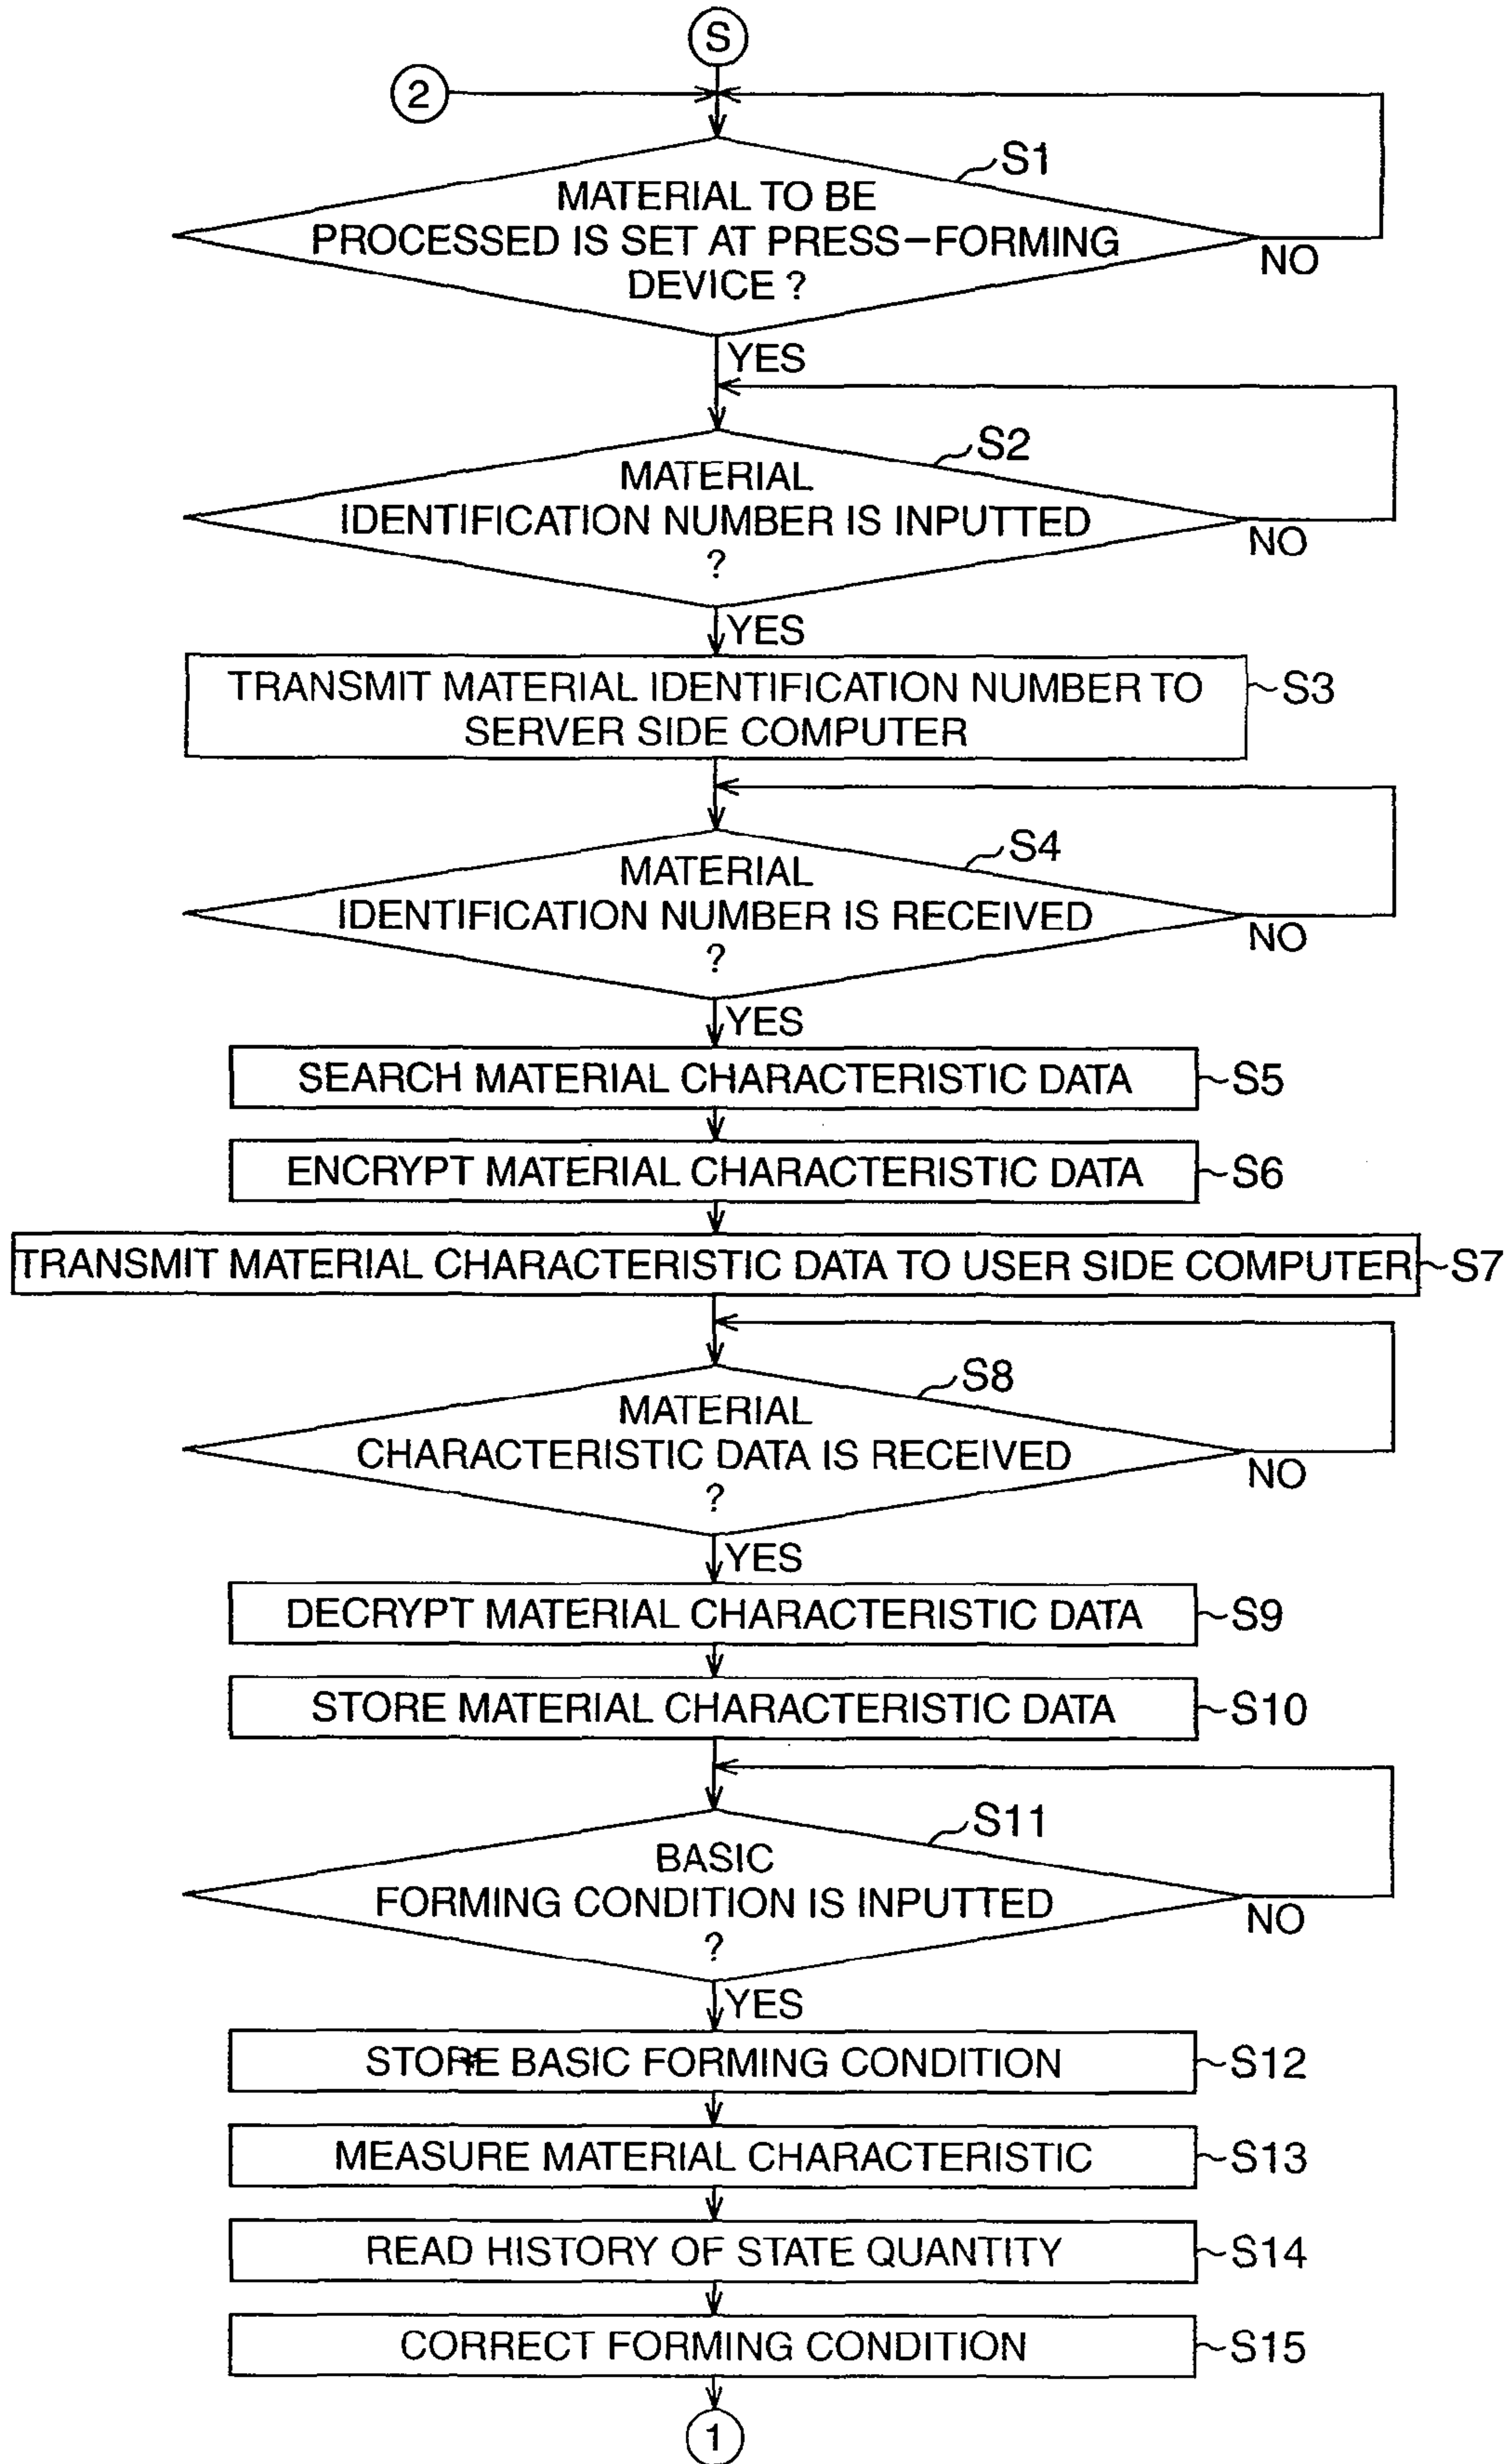 S
2
S1
MATERIAL TO BE
PROCESSED IS SET AT PRESS-FORMING
DEVICE ?
NO
YES
S2
MATERIAL
IDENTIFICATION NUMBER IS INPUTTED
?
NO
YES
TRANSMIT MATERIAL IDENTIFICATION NUMBER TO
SERVER SIDE COMPUTER
S3
S4
MATERIAL
IDENTIFICATION NUMBER IS RECEIVED
?
NO
YES
SEARCH MATERIAL CHARACTERISTIC DATA
S5
ENCRYPT MATERIAL CHARACTERISTIC DATA
S6
TRANSMIT MATERIAL CHARACTERISTIC DATA TO USER SIDE COMPUTER
S7
S8
MATERIAL
CHARACTERISTIC DATA IS RECEIVED
?
NO
YES
DECRYPT MATERIAL CHARACTERISTIC DATA
S9
STORE MATERIAL CHARACTERISTIC DATA
S10
S11
BASIC
FORMING CONDITION IS INPUTTED
?
NO
YES
STORE BASIC FORMING CONDITION
S12
MEASURE MATERIAL CHARACTERISTIC
S13
READ HISTORY OF STATE QUANTITY
S14
CORRECT FORMING CONDITION
S15
1